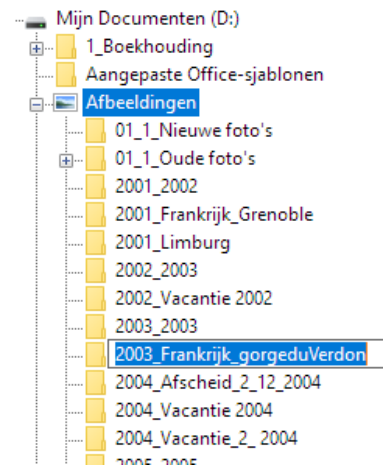 Mijn Documenten (D:)
1_Boekhouding
Aangepaste Office-sjablonen
Afbeeldingen
01_1_Nieuwe foto's
01_1_Oude foto's
2001_2002
2001_Frankrijk_Grenoble
2001_Limburg
2002_2003
2002_Vacantie 2002
2003_2003
2003_Frankrijk_gorgeduVerdon
2004_Afscheid_2_12_2004
2004_Vacantie 2004
2004_Vacantie_2_ 2004
2005_2005